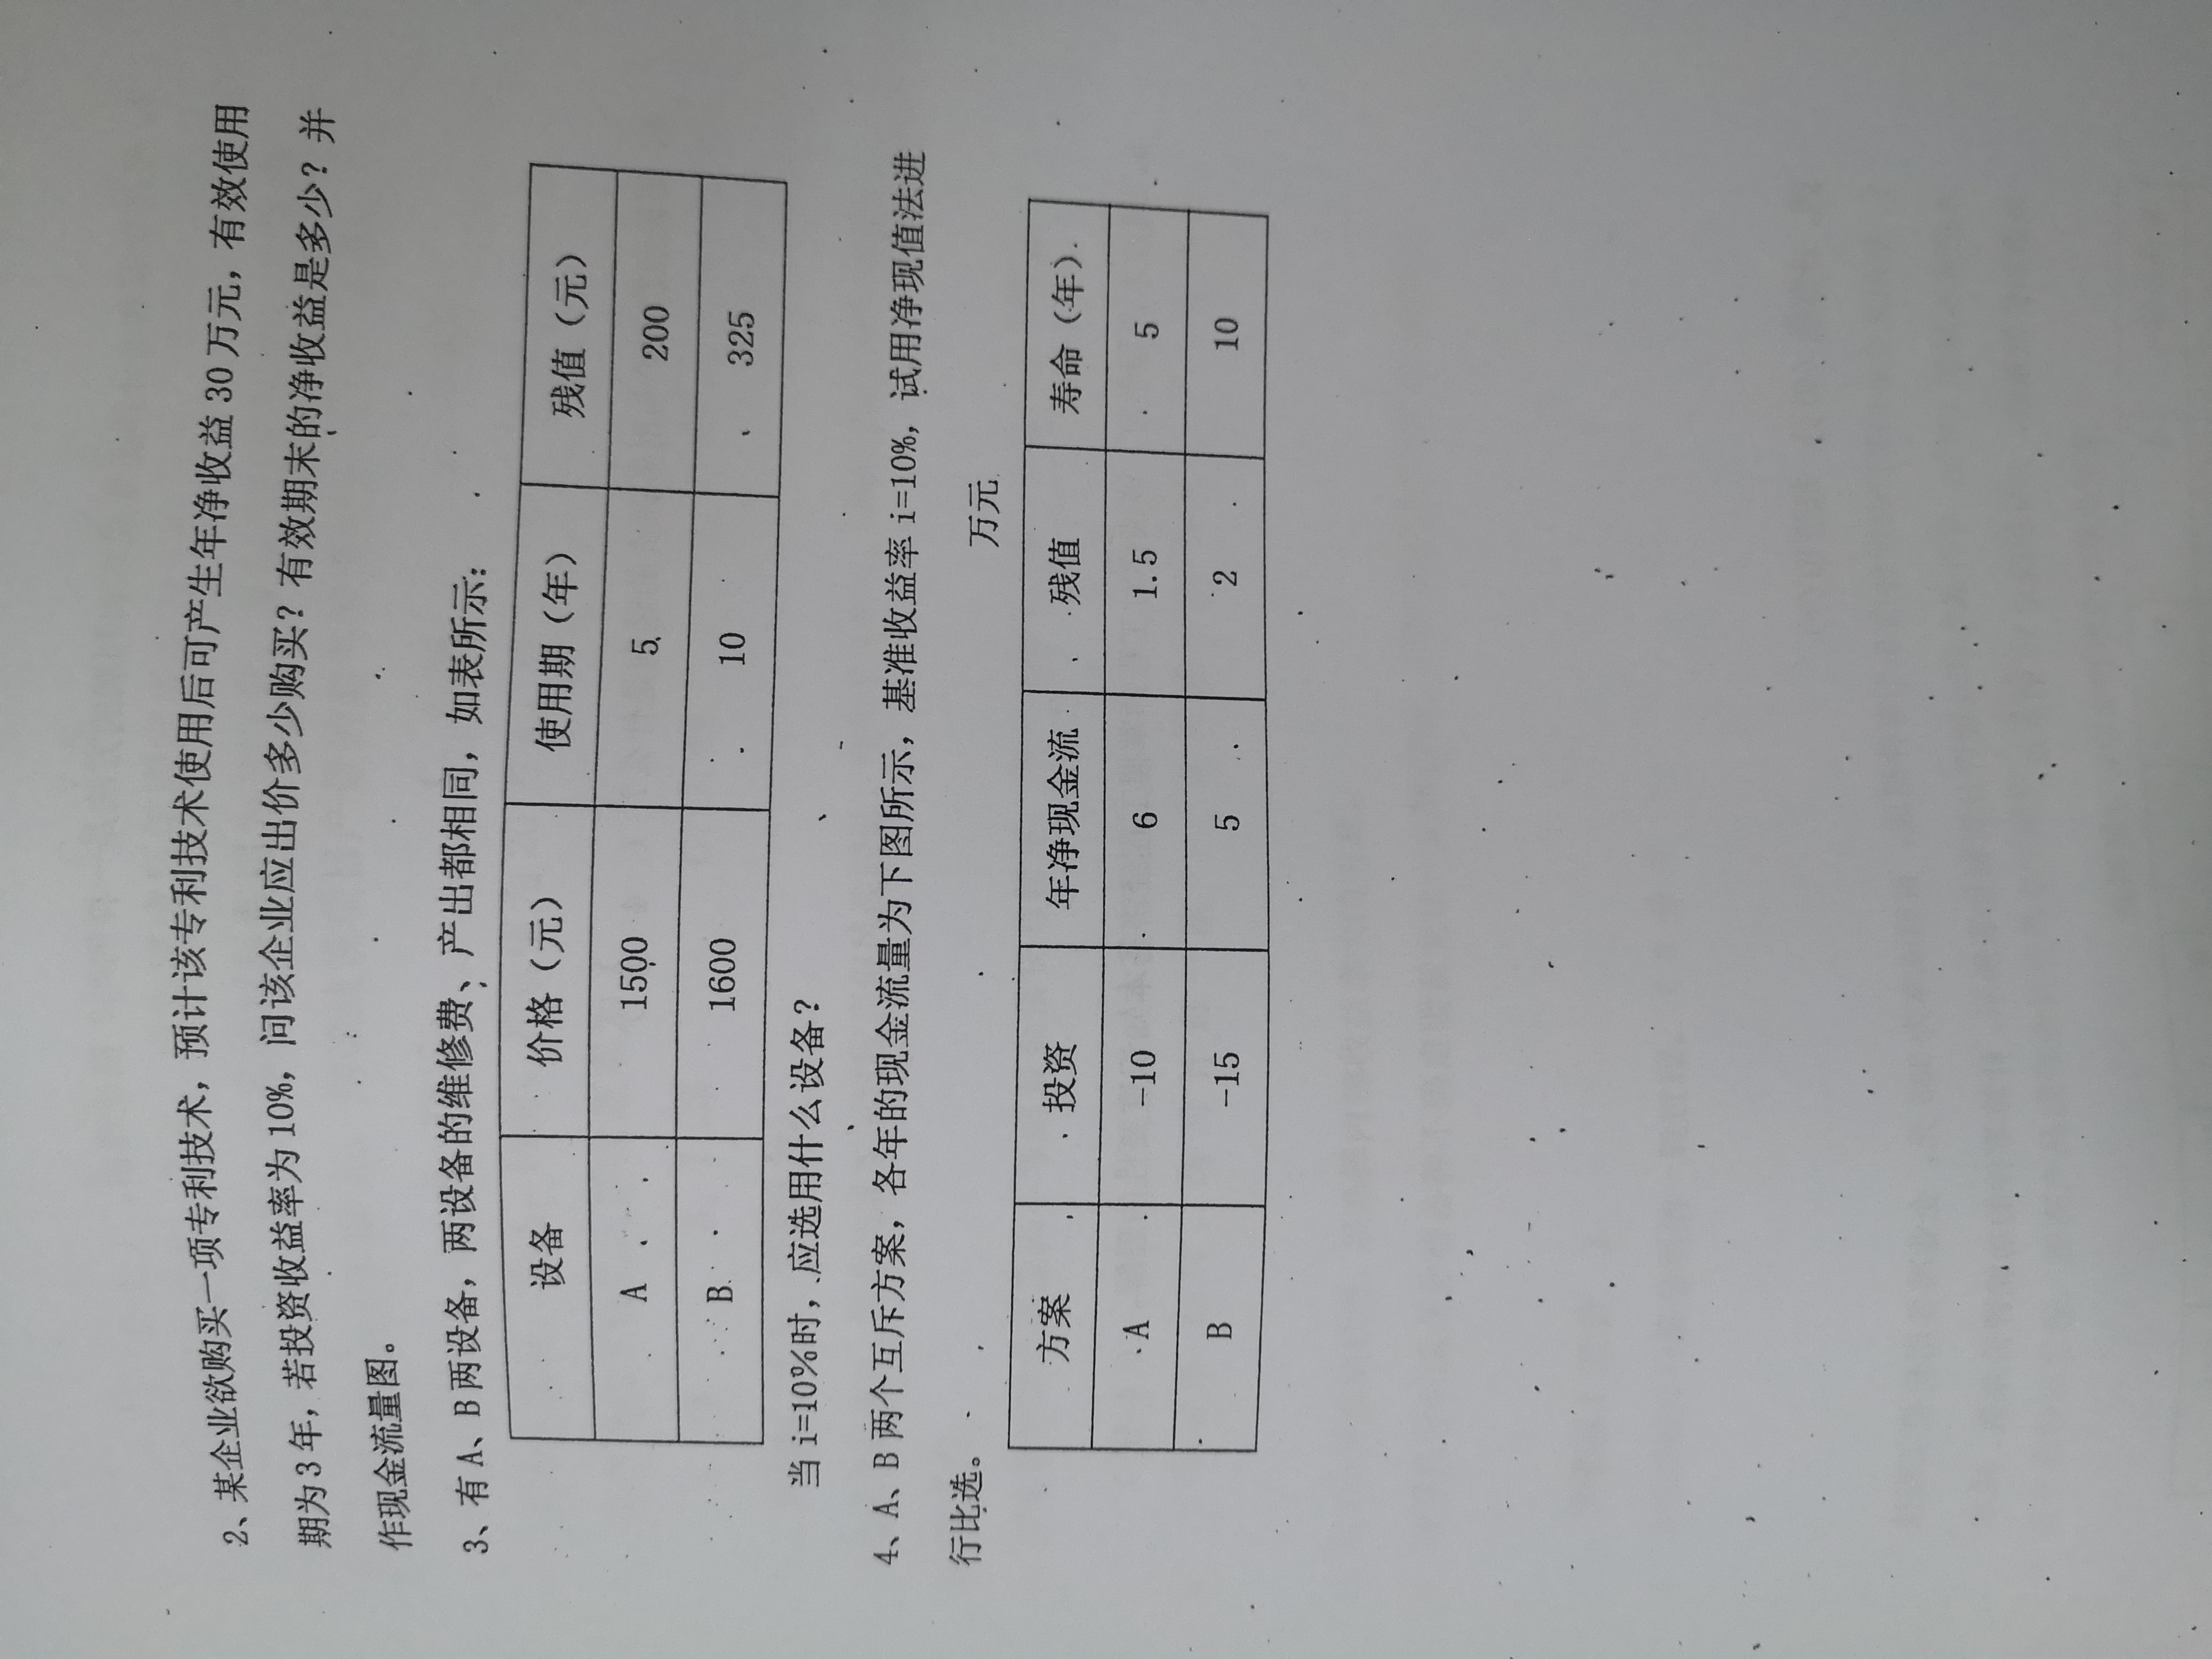 2、某企业欲购买一项专利技术，预计该专利技术使用后可产生年净收益 30 万元，有效使用
期为 3 年，若投资收益率为 10%，问该企业应出价多少购买？有效期末的净收益是多少？并
作现金流量图。
3、有 A、B 两设备，两设备的维修费、产出都相同，如表所示：
设备 价格（元） 使用期（年） 残值（元）
A 1500 5 200
B 1600 10 325
当 i=10%时，应选用什么设备？
4、A、B 两个互斥方案，各年的现金流量为下图所示，基准收益率 i=10%，试用净现值法进
行比选。
万元
方案 投资 年净现金流 残值 寿命（年）
A -10 6 1.5 5
B -15 5 2 10